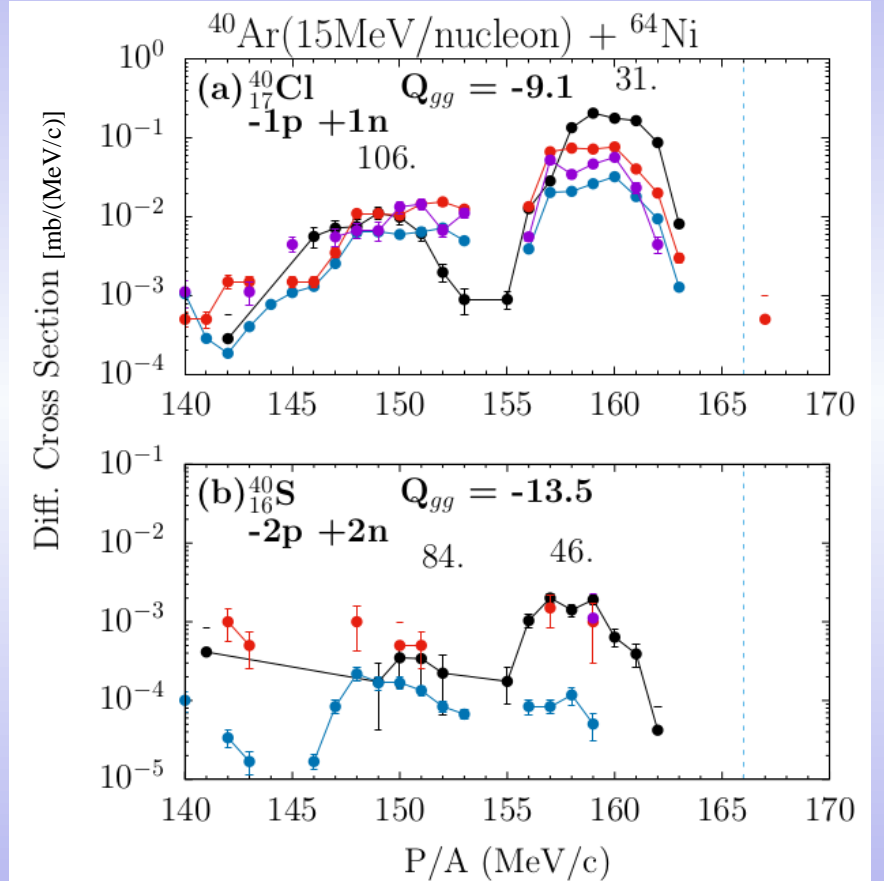 ⁴⁰Ar(15MeV/nucleon) + ⁶⁴Ni
Diff. Cross Section [mb/(MeV/c)]
10⁰
10⁻¹
10⁻²
10⁻³
10⁻⁴
(a) ⁴⁰₁₇Cl Q_gg = -9.1 31.
-1p +1n
106.
140 145 150 155 160 165 170
10⁻¹
10⁻²
10⁻³
10⁻⁴
10⁻⁵
(b) ⁴⁰₁₆S Q_gg = -13.5
-2p +2n
84. 46.
140 145 150 155 160 165 170
P/A (MeV/c)